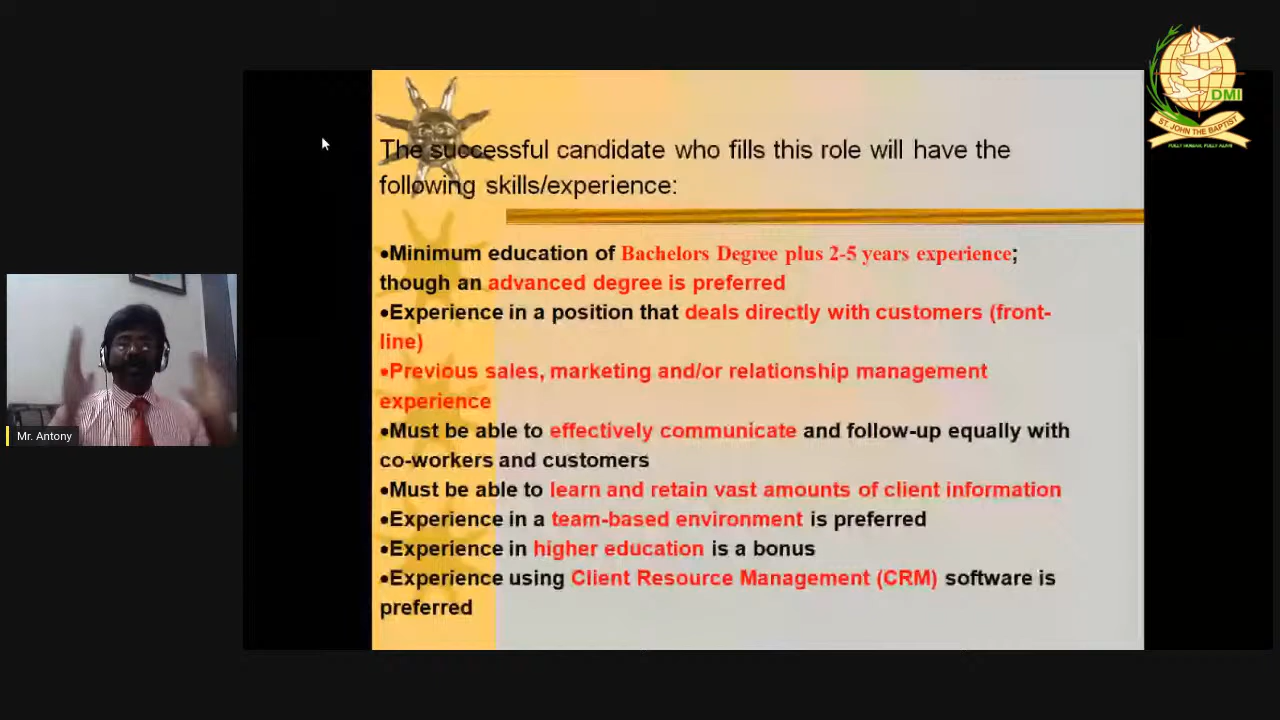 DMI
ST. JOHN THE BAPTIST
FULLY HUMAN, FULLY ALIVE
The successful candidate who fills this role will have the
following skills/experience:
•Minimum education of Bachelors Degree plus 2-5 years experience;
though an advanced degree is preferred
•Experience in a position that deals directly with customers (front-
line)
•Previous sales, marketing and/or relationship management
experience
•Must be able to effectively communicate and follow-up equally with
co-workers and customers
•Must be able to learn and retain vast amounts of client information
•Experience in a team-based environment is preferred
•Experience in higher education is a bonus
•Experience using Client Resource Management (CRM) software is
preferred
Mr. Antony